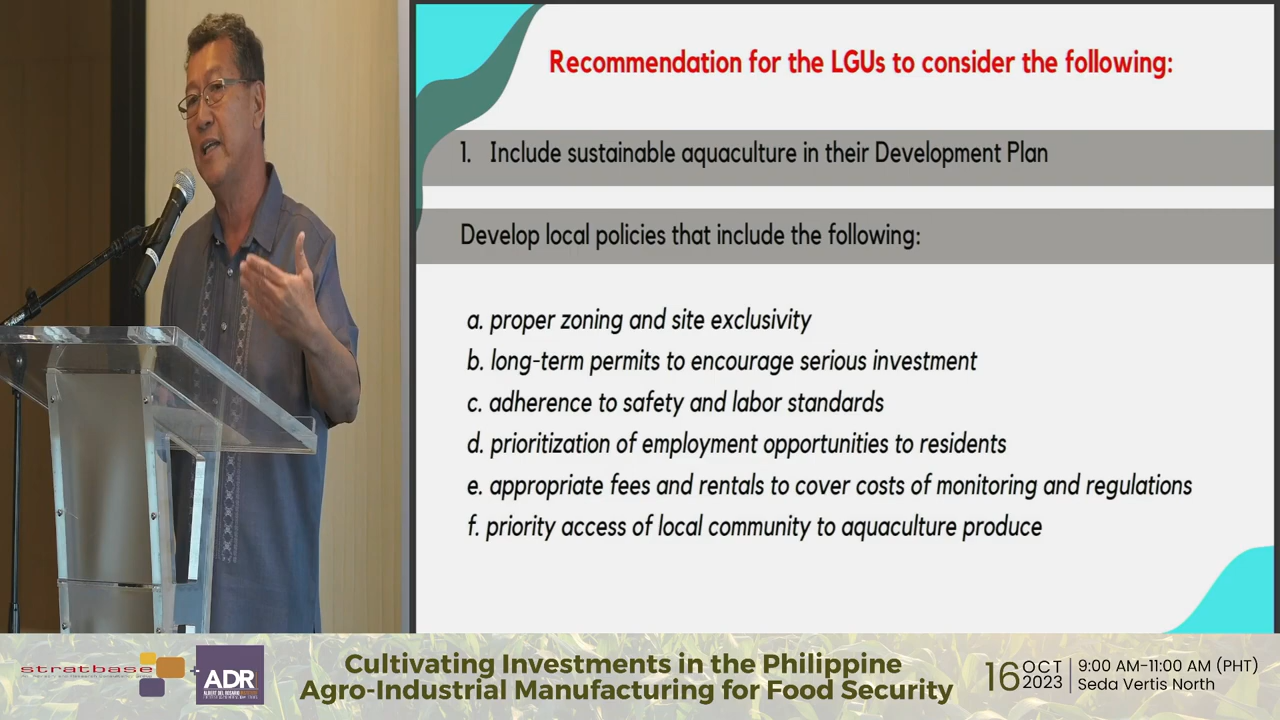 Recommendation for the LGUs to consider the following:
1. Include sustainable aquaculture in their Development Plan
Develop local policies that include the following:
a. proper zoning and site exclusivity
b. long-term permits to encourage serious investment
c. adherence to safety and labor standards
d. prioritization of employment opportunities to residents
e. appropriate fees and rentals to cover costs of monitoring and regulations
f. priority access of local community to aquaculture produce
stratbase
ADR
Cultivating Investments in the Philippine
Agro-Industrial Manufacturing for Food Security
16 OCT 2023
9:00 AM-11:00 AM (PHT)
Seda Vertis North